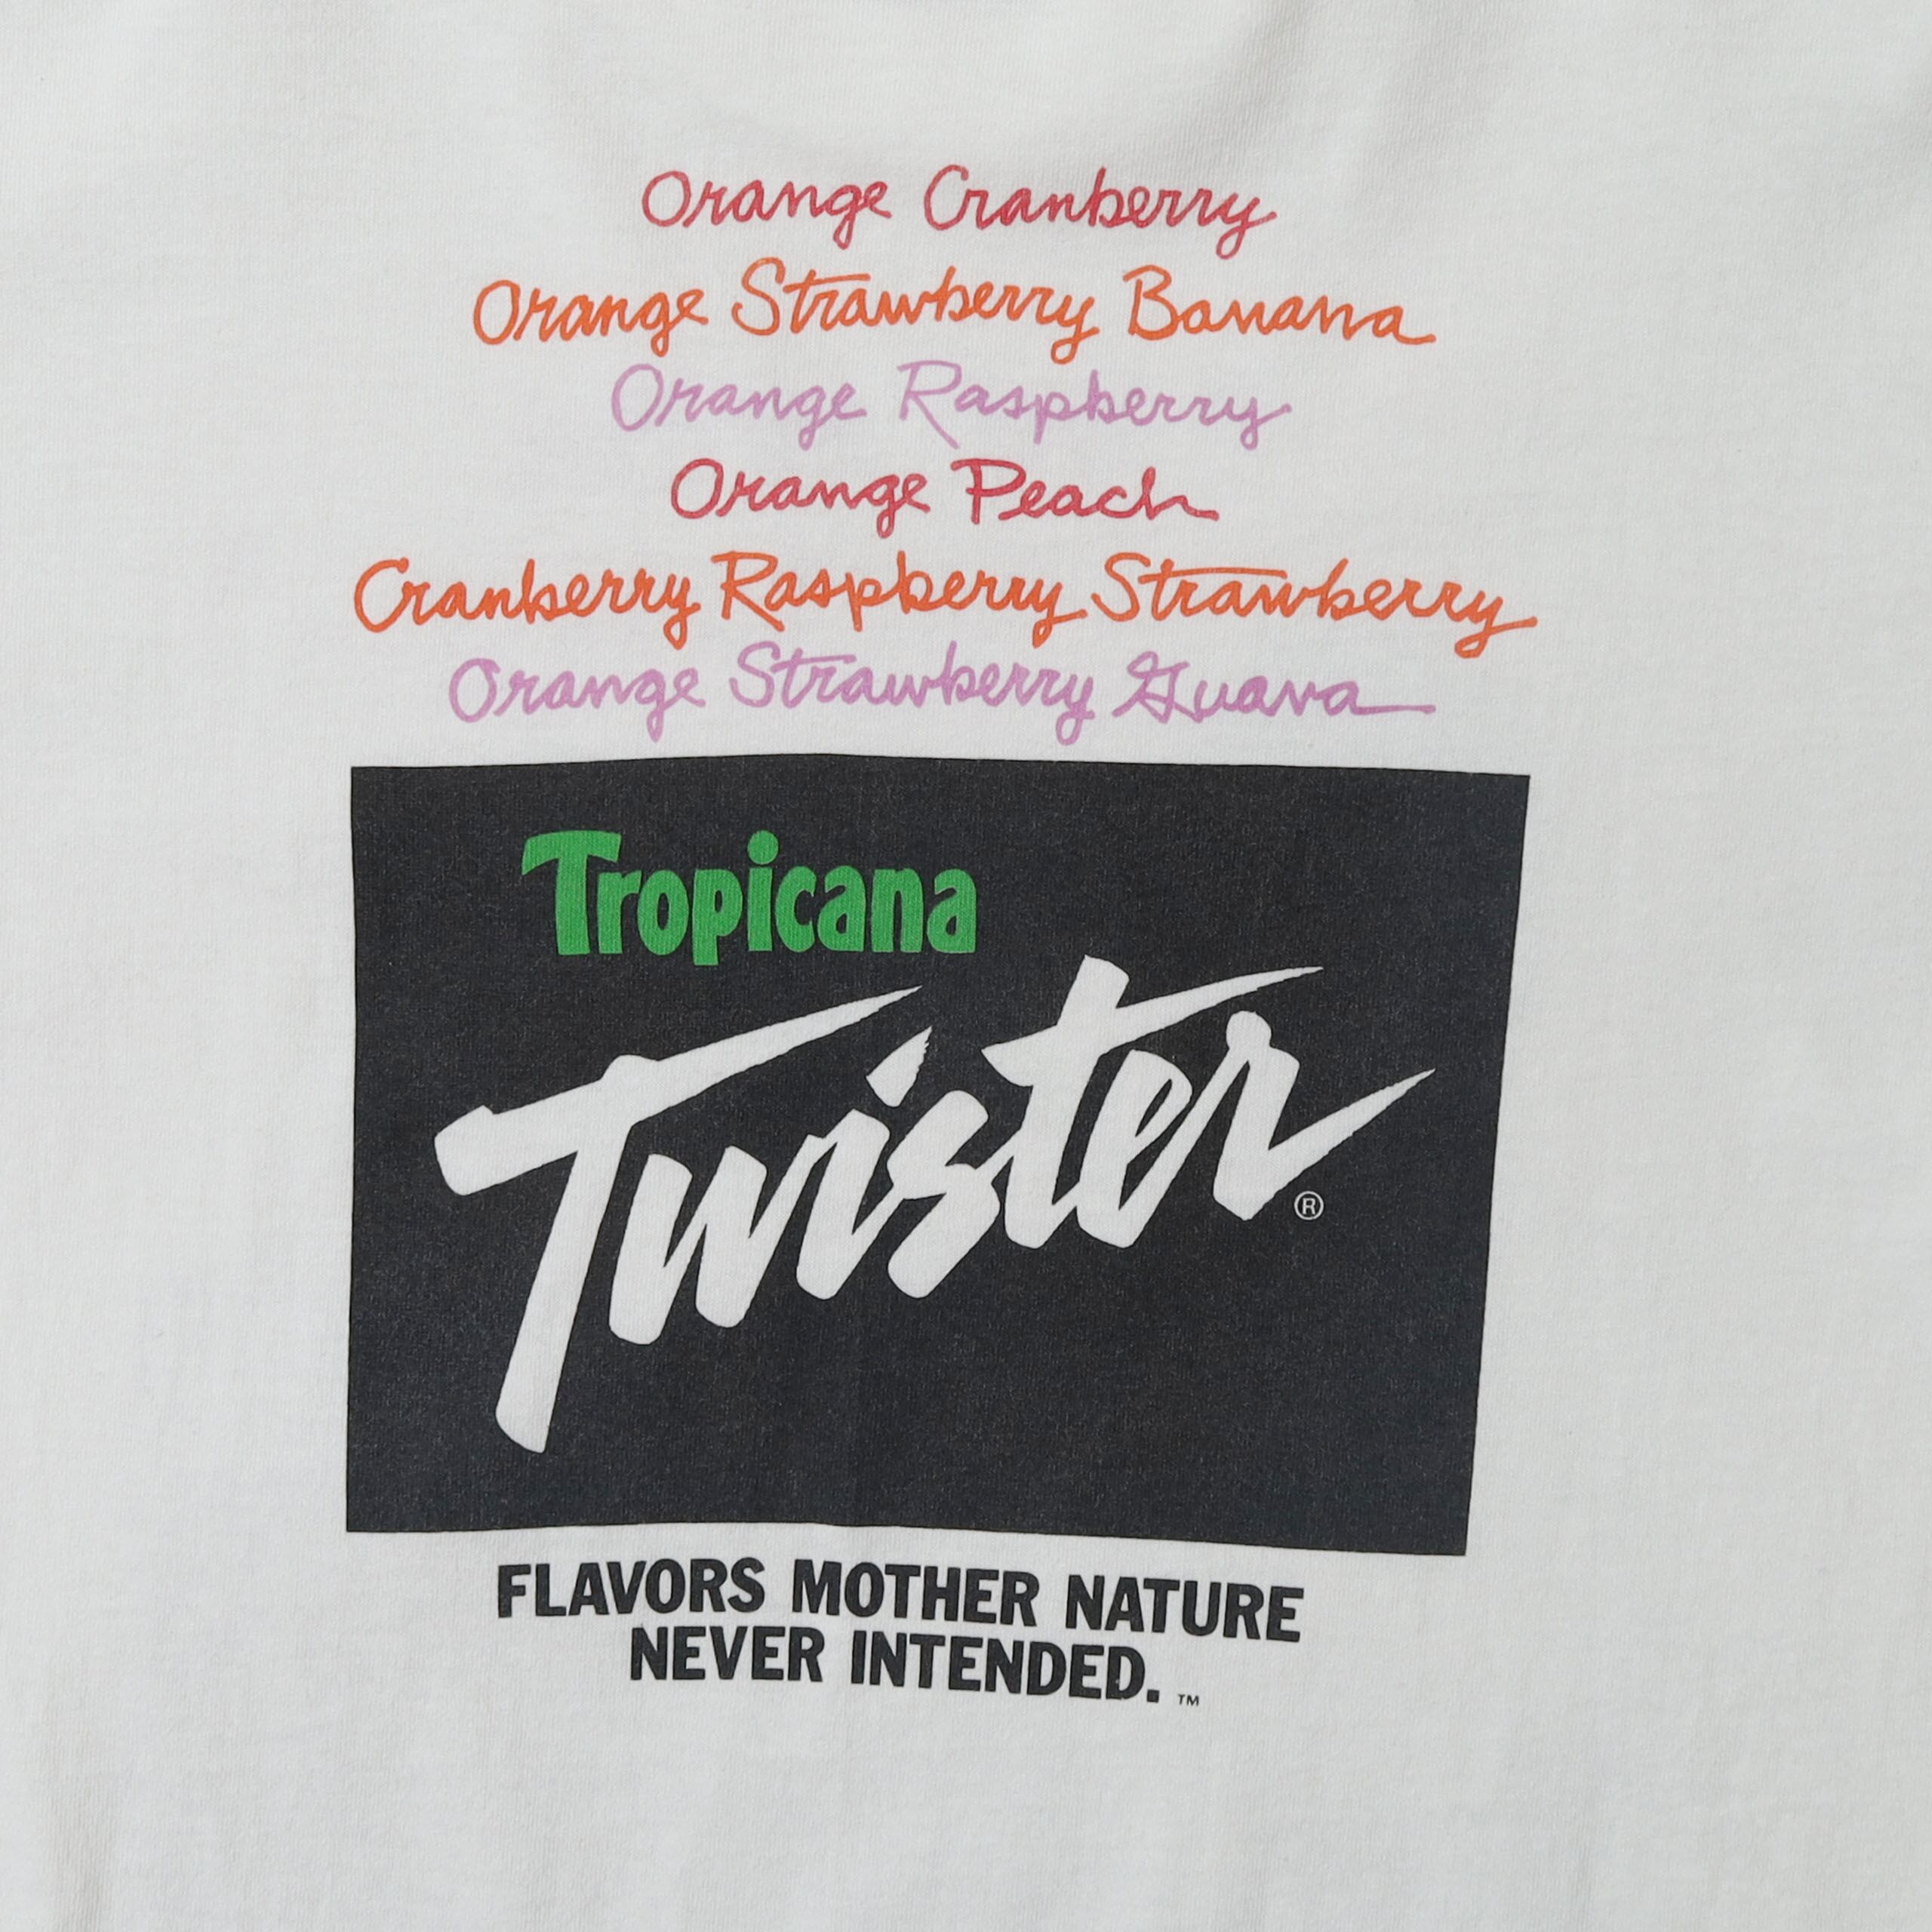 Orange Cranberry
Orange Strawberry Banana
Orange Raspberry
Orange Peach
Cranberry Raspberry Strawberry
Orange Strawberry Guava
Tropicana
Twister®
FLAVORS MOTHER NATURE
NEVER INTENDED.™